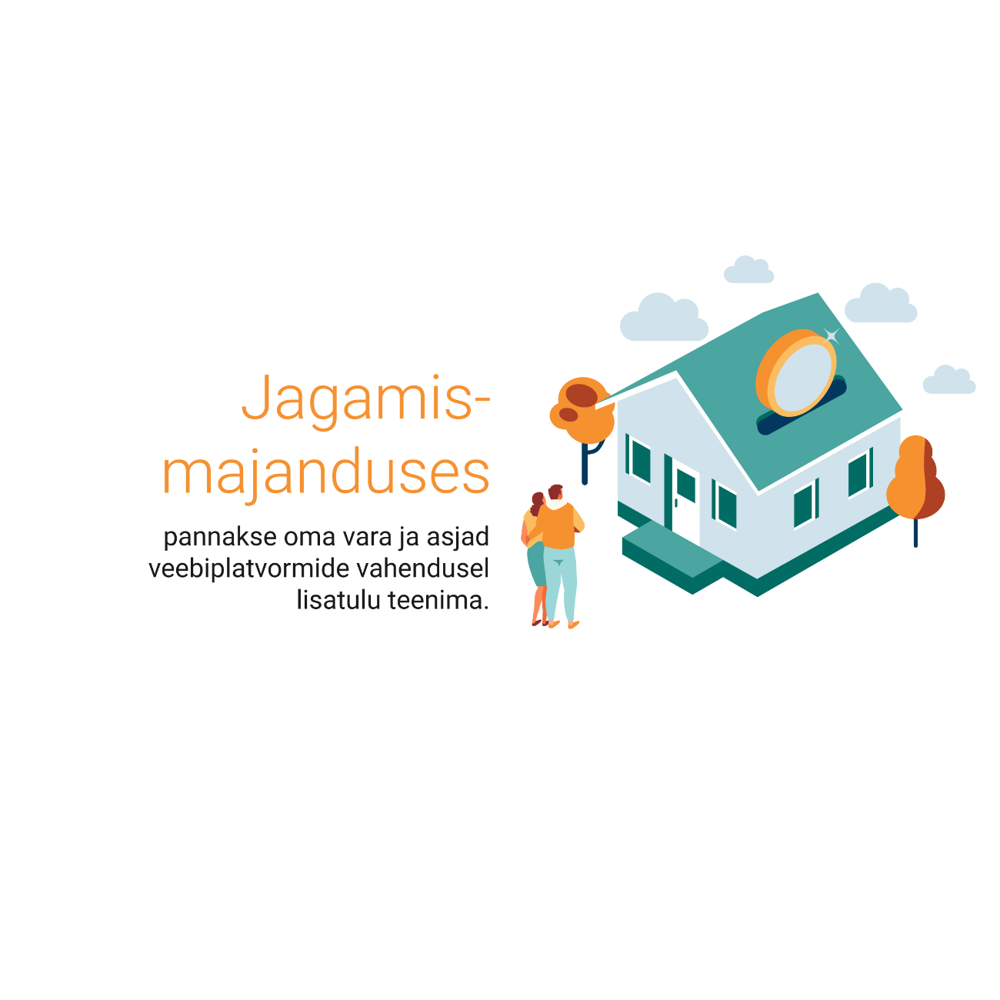 Jagamis-
majanduses
pannakse oma vara ja asjad
veebiplatvormide vahendusel
lisatulu teenima.